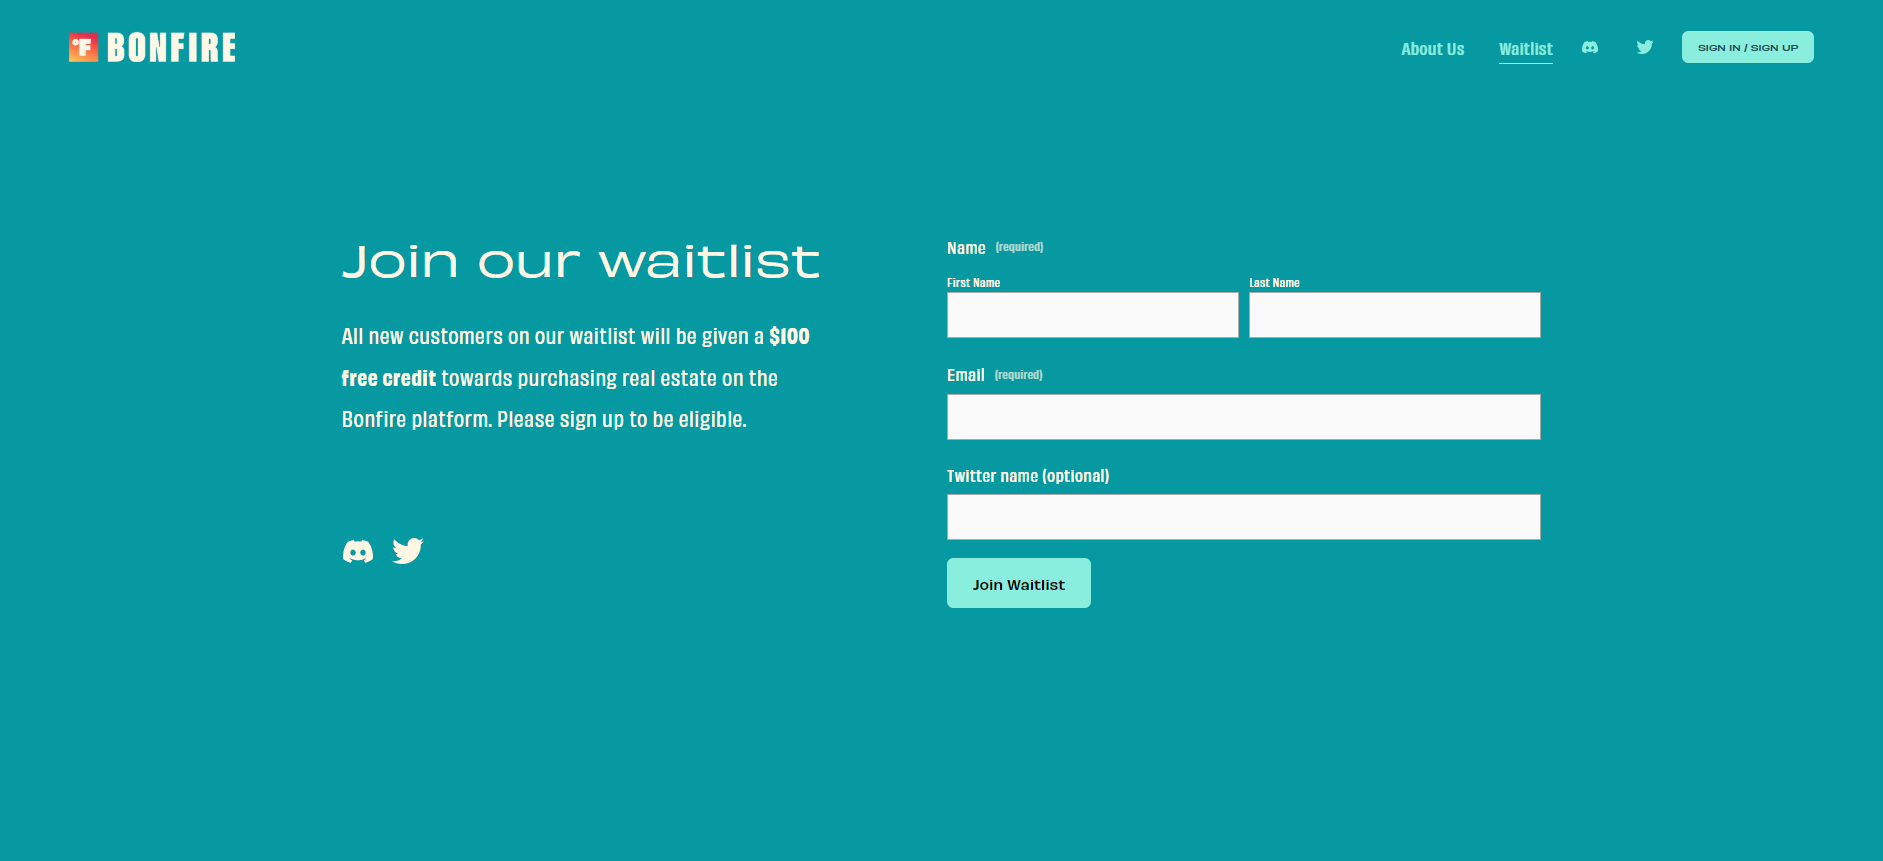 °F BONFIRE
About Us
Waitlist
SIGN IN / SIGN UP
Join our waitlist
All new customers on our waitlist will be given a $100
free credit towards purchasing real estate on the
Bonfire platform. Please sign up to be eligible.
Name (required)
First Name
Last Name
Email (required)
Twitter name (optional)
Join Waitlist